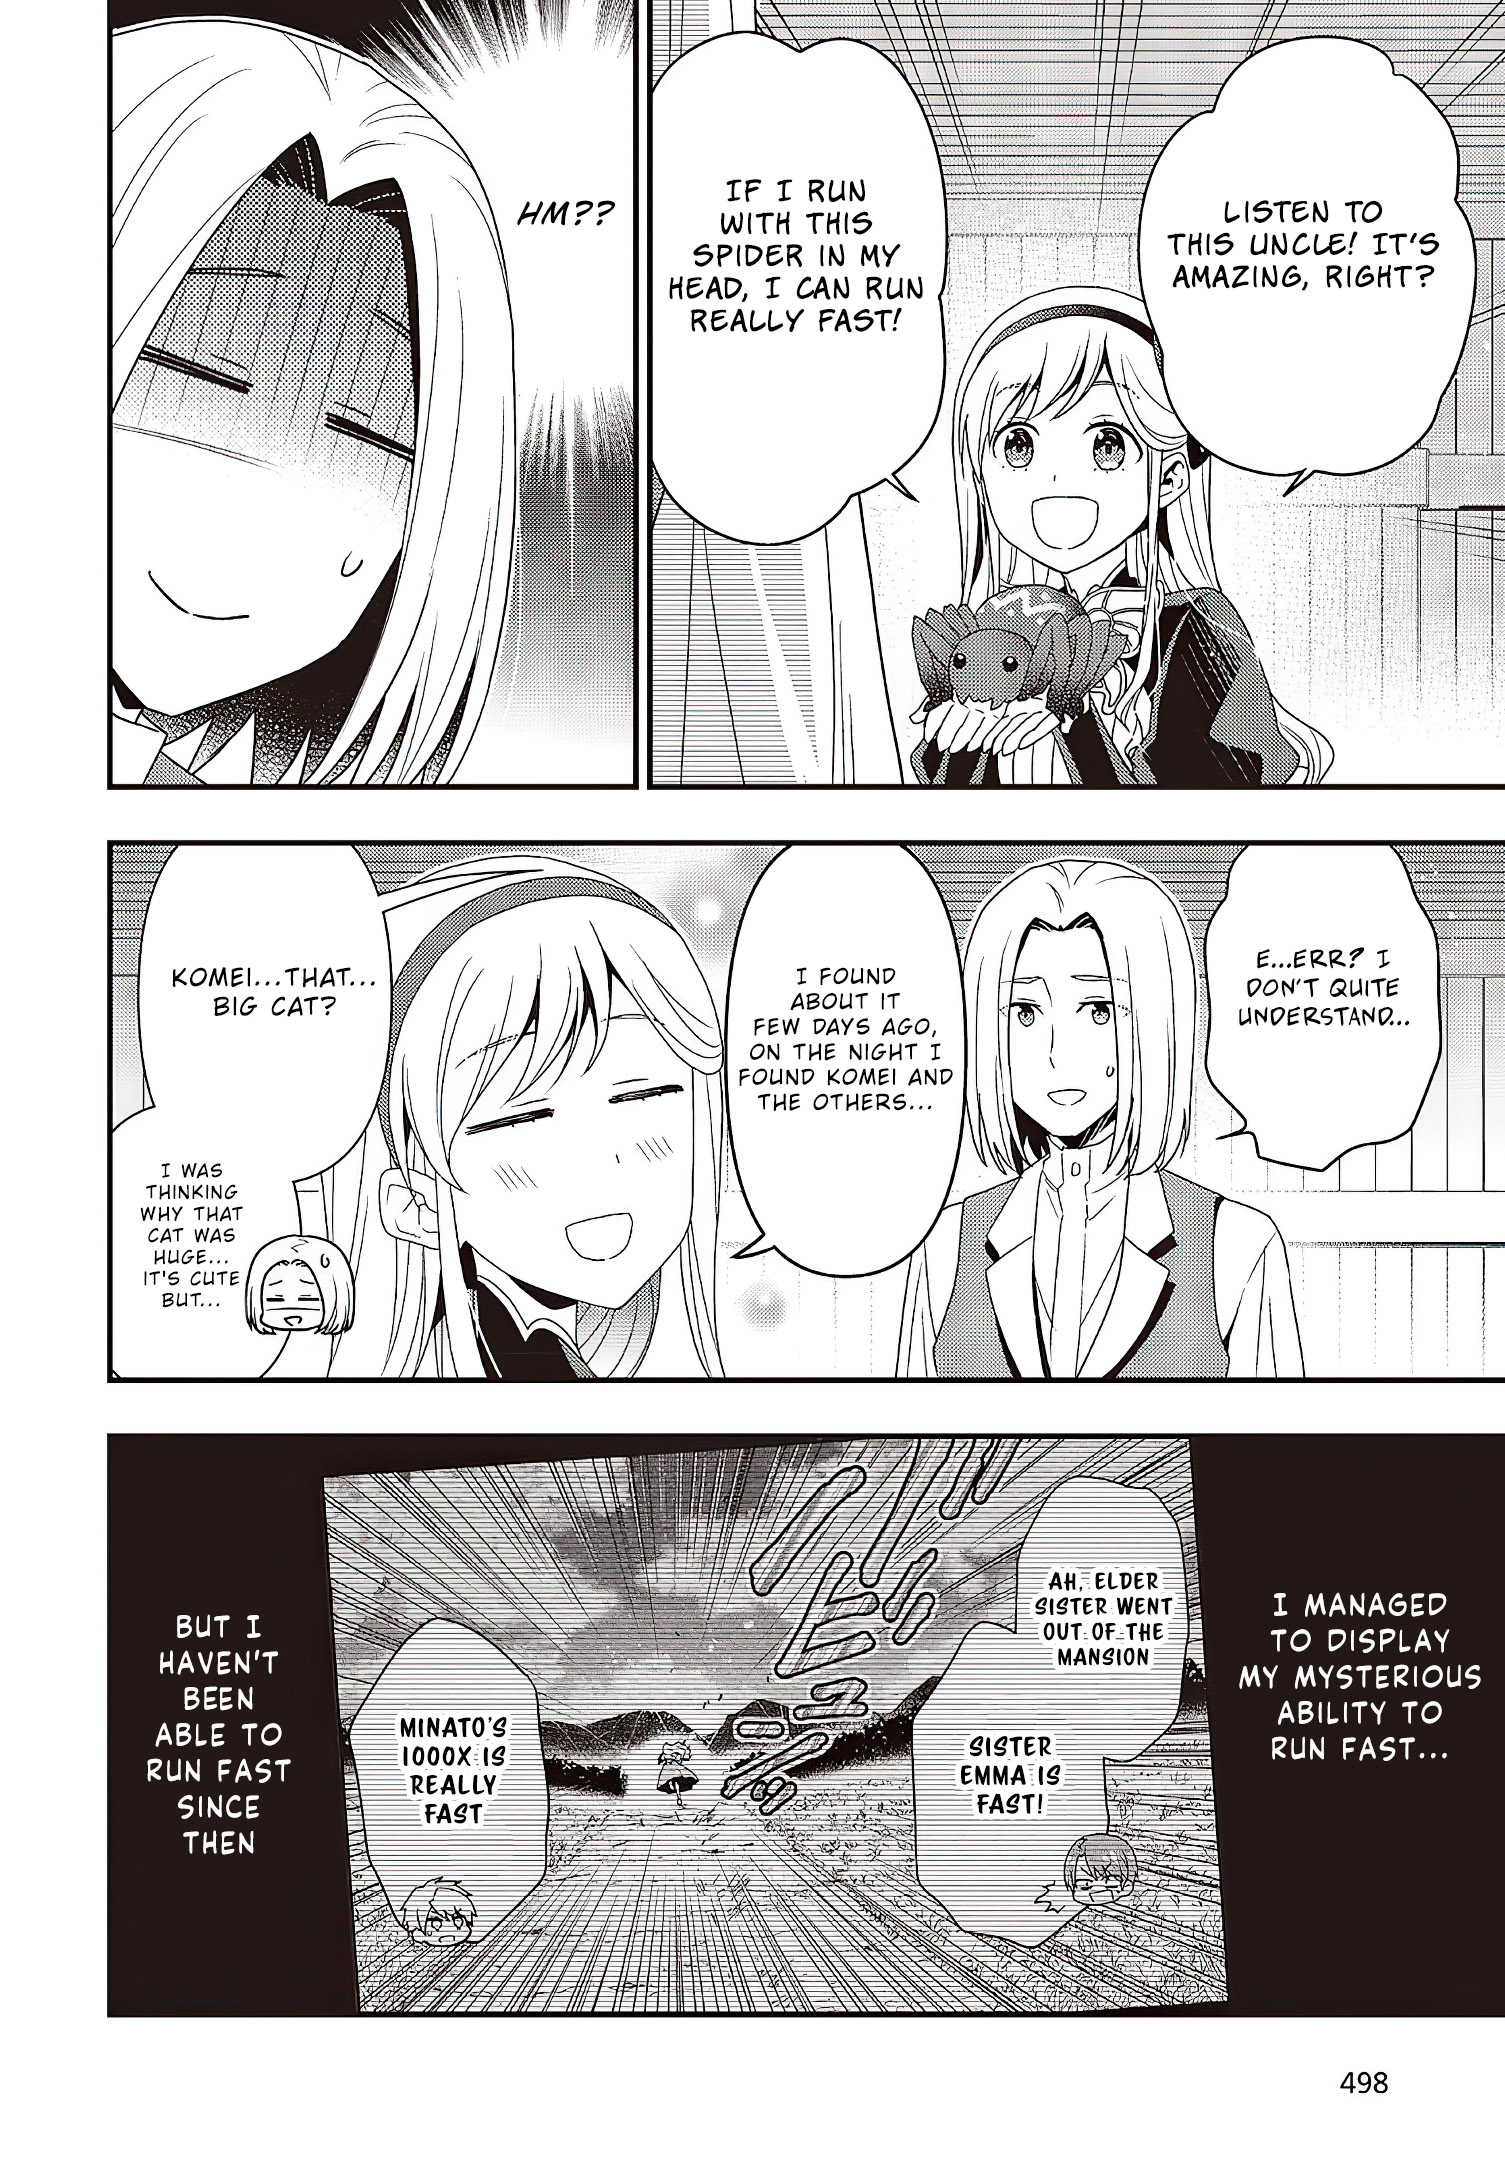 LISTEN TO
THIS UNCLE! IT'S
AMAZING, RIGHT?
IF I RUN
WITH THIS
SPIDER IN MY
HEAD, I CAN RUN
REALLY FAST!
HM??
E...ERR? I
DON'T QUITE
UNDERSTAND...
I FOUND
ABOUT IT
FEW DAYS AGO,
ON THE NIGHT I
FOUND KOMEI AND
THE OTHERS...
KOMEI...THAT...
BIG CAT?
I WAS
THINKING
WHY THAT
CAT WAS
HUGE...
IT'S CUTE
BUT...
I MANAGED
TO DISPLAY
MY MYSTERIOUS
ABILITY TO
RUN FAST...
AH, ELDER
SISTER WENT
OUT OF THE
MANSION
SISTER
EMMA IS
FAST!
MINATO'S
1000X IS
REALLY
FAST
BUT I
HAVEN'T
BEEN
ABLE TO
RUN FAST
SINCE
THEN
498